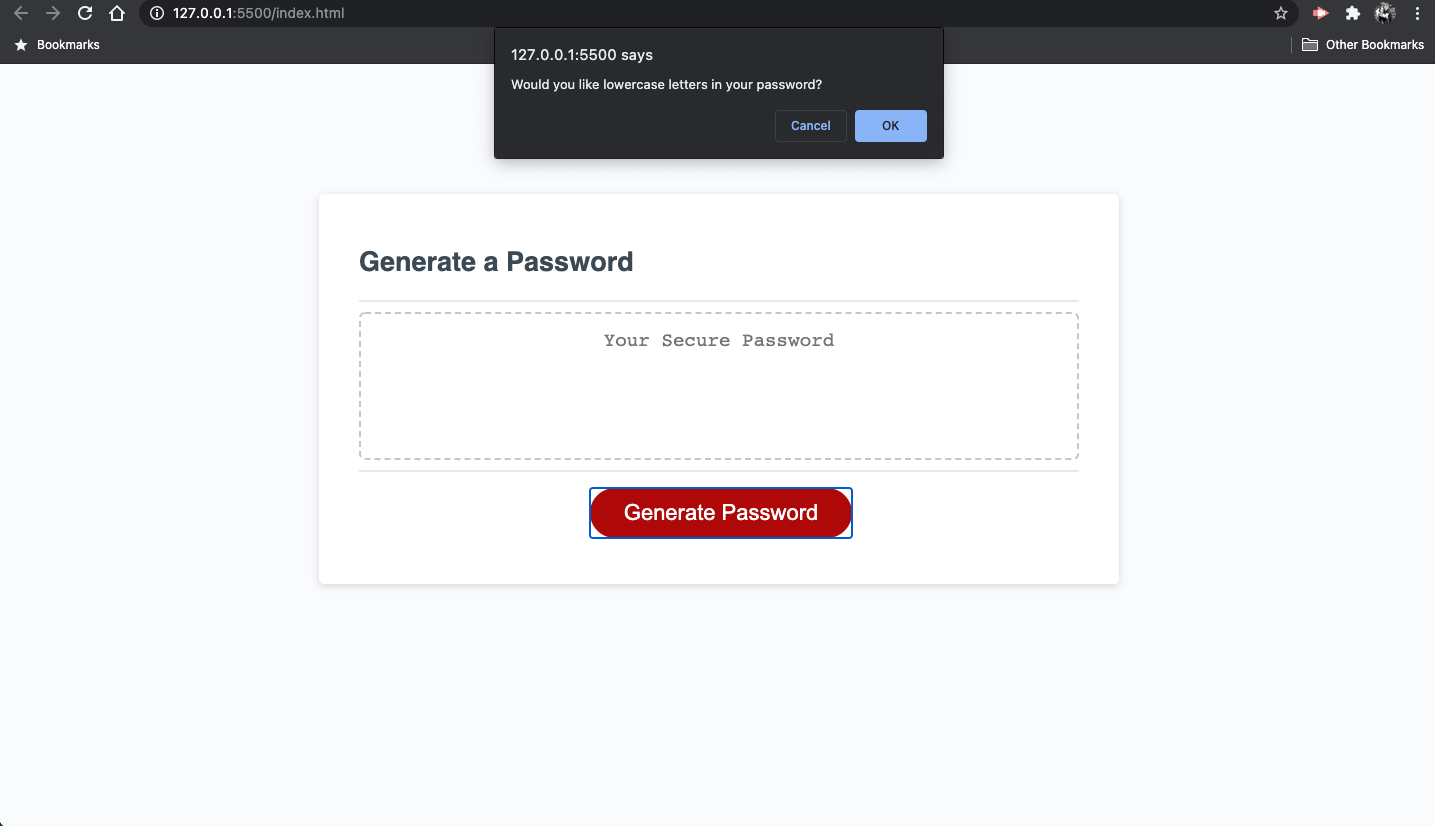 127.0.0.1:5500/index.html
Bookmarks
Other Bookmarks
127.0.0.1:5500 says
Would you like lowercase letters in your password?
Cancel
OK
Generate a Password
Your Secure Password
Generate Password